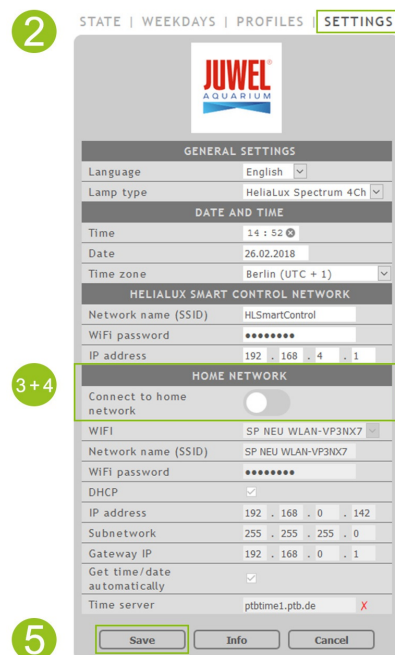 2
STATE | WEEKDAYS | PROFILES | SETTINGS
JUWEL
AQUARIUM
GENERAL SETTINGS
Language English
Lamp type HeliaLux Spectrum 4Ch
DATE AND TIME
Time 14 : 52
Date 26.02.2018
Time zone Berlin (UTC + 1)
HELIALUX SMART CONTROL NETWORK
Network name (SSID) HLSmartControl
WiFi password ●●●●●●●●
IP address 192 . 168 . 4 . 1
3+4
HOME NETWORK
Connect to home
network
WIFI SP NEU WLAN-VP3NX7
Network name (SSID) SP NEU WLAN-VP3NX7
WiFi password ●●●●●●●●
DHCP
IP address 192 . 168 . 0 . 142
Subnetwork 255 . 255 . 255 . 0
Gateway IP 192 . 168 . 0 . 1
Get time/date
automatically
Time server ptbtime1.ptb.de X
5
Save Info Cancel